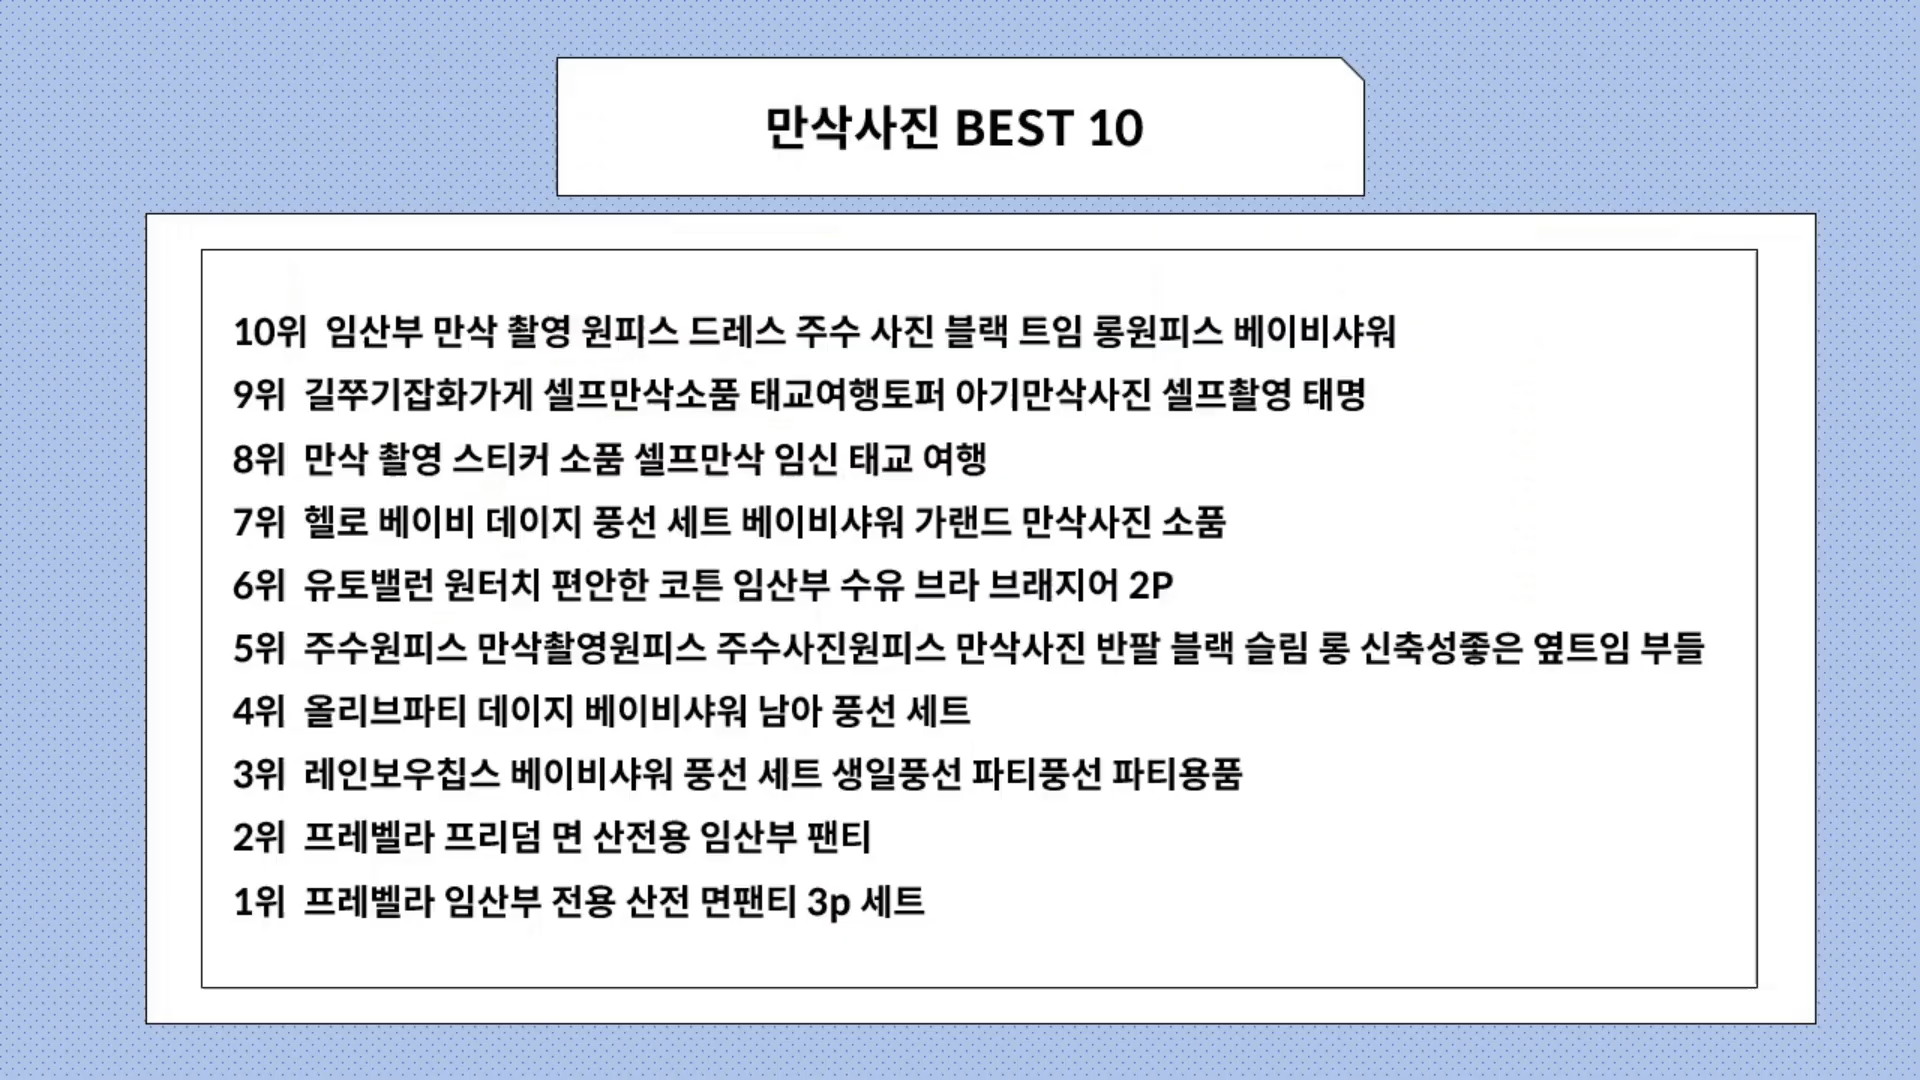 만삭사진 BEST 10
10위 임산부 만삭 촬영 원피스 드레스 주수 사진 블랙 트임 롱원피스 베이비샤워
9위 길쭈기잡화가게 셀프만삭소품 태교여행토퍼 아기만삭사진 셀프촬영 태명
8위 만삭 촬영 스티커 소품 셀프만삭 임신 태교 여행
7위 헬로 베이비 데이지 풍선 세트 베이비샤워 가랜드 만삭사진 소품
6위 유토밸런 원터치 편안한 코튼 임산부 수유 브라 브래지어 2P
5위 주수원피스 만삭촬영원피스 주수사진원피스 만삭사진 반팔 블랙 슬림 롱 신축성좋은 옆트임 부들
4위 올리브파티 데이지 베이비샤워 남아 풍선 세트
3위 레인보우칩스 베이비샤워 풍선 세트 생일풍선 파티풍선 파티용품
2위 프레벨라 프리덤 면 산전용 임산부 팬티
1위 프레벨라 임산부 전용 산전 면팬티 3p 세트